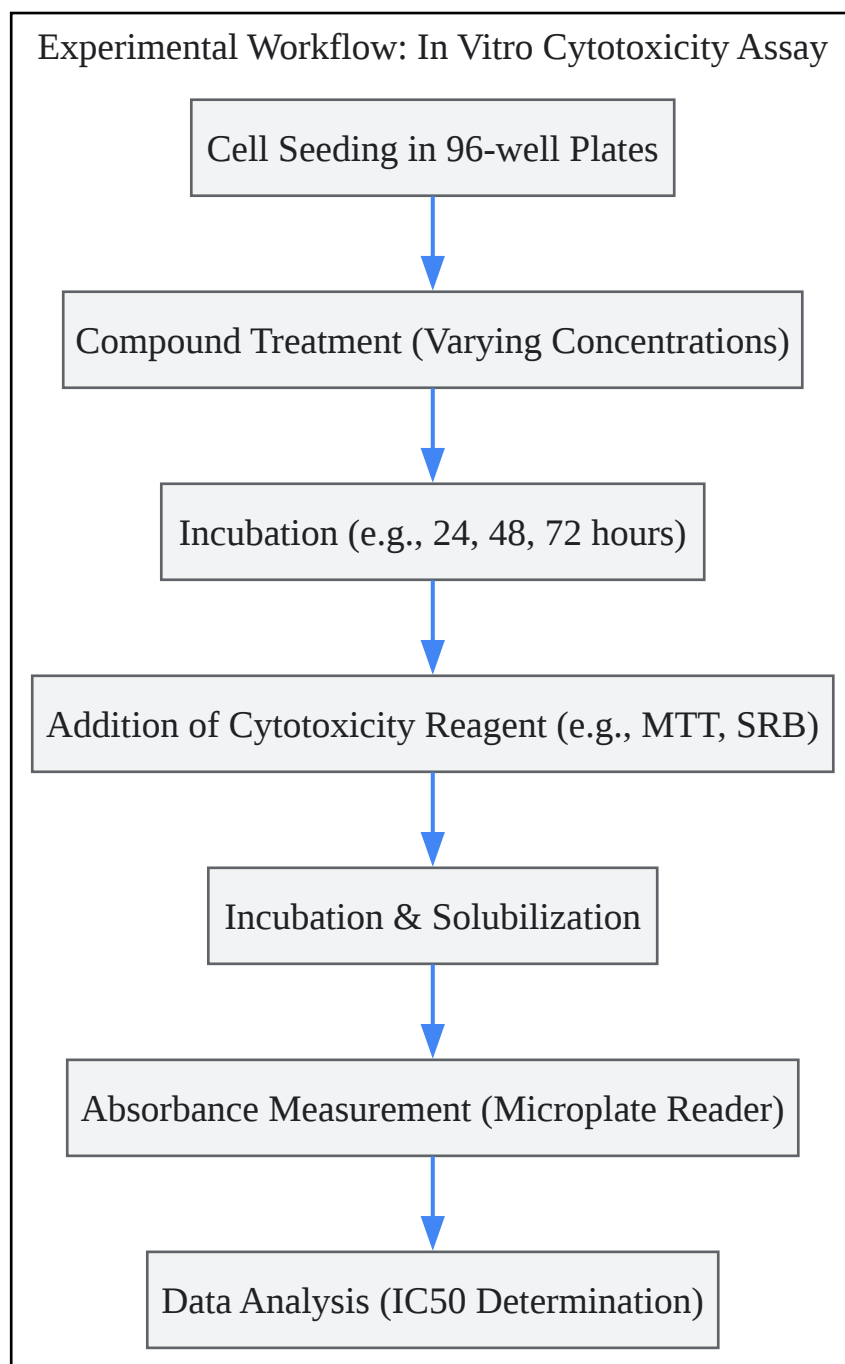 Experimental Workflow: In Vitro Cytotoxicity Assay
Cell Seeding in 96-well Plates
Compound Treatment (Varying Concentrations)
Incubation (e.g., 24, 48, 72 hours)
Addition of Cytotoxicity Reagent (e.g., MTT, SRB)
Incubation & Solubilization
Absorbance Measurement (Microplate Reader)
Data Analysis (IC50 Determination)